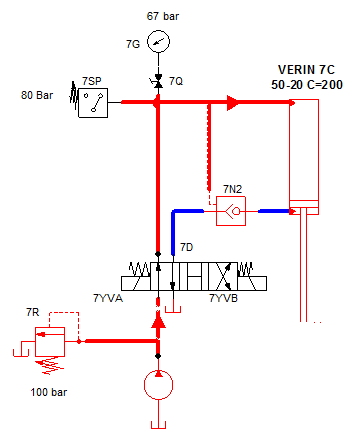 67 bar
7G
7SP
7Q
80 Bar
VERIN 7C
50-20 C=200
7N2
7D
7YVA
7YVB
7R
100 bar